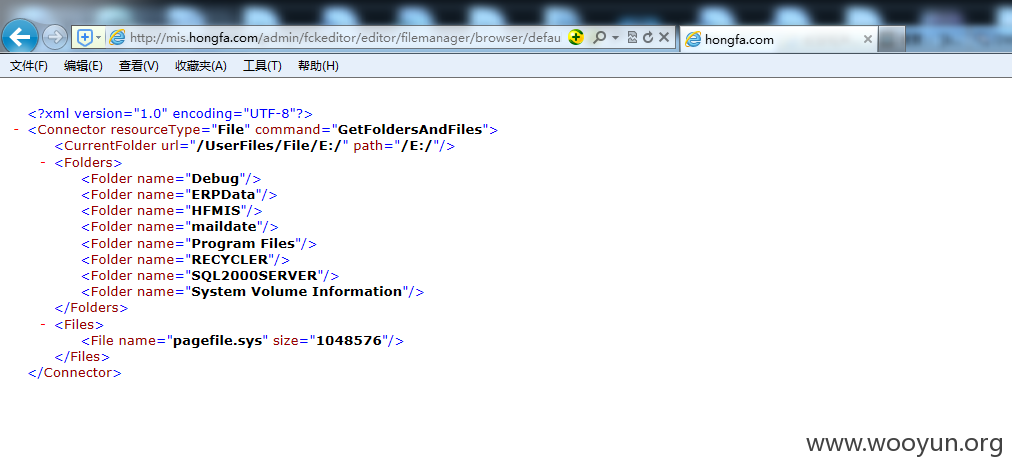 http://mis.hongfa.com/admin/fckeditor/editor/filemanager/browser/defau
hongfa.com
文件(F) 编辑(E) 查看(V) 收藏夹(A) 工具(T) 帮助(H)
<?xml version="1.0" encoding="UTF-8"?>
- <Connector resourceType="File" command="GetFoldersAndFiles">
<CurrentFolder url="/UserFiles/File/E:/" path="/E:/"/>
- <Folders>
<Folder name="Debug"/>
<Folder name="ERPData"/>
<Folder name="HFMIS"/>
<Folder name="maildate"/>
<Folder name="Program Files"/>
<Folder name="RECYCLER"/>
<Folder name="SQL2000SERVER"/>
<Folder name="System Volume Information"/>
</Folders>
- <Files>
<File name="pagefile.sys" size="1048576"/>
</Files>
</Connector>
www.wooyun.org